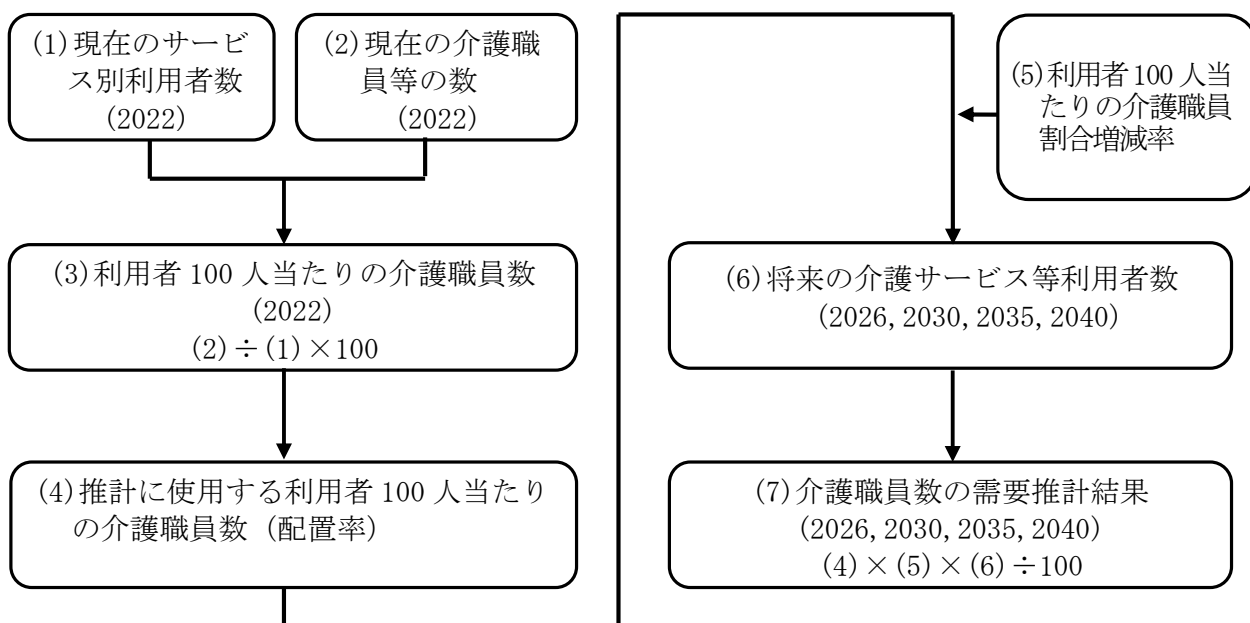 (1)現在のサービ
ス別利用者数
(2022)
(2)現在の介護職
員等の数
(2022)
(3)利用者 100 人当たりの介護職員数
(2022)
(2)÷(1)×100
(4)推計に使用する利用者 100 人当たり
の介護職員数（配置率）
(5)利用者 100 人当
たりの介護職員
割合増減率
(6)将来の介護サービス等利用者数
(2026, 2030, 2035, 2040)
(7)介護職員数の需要推計結果
(2026, 2030, 2035, 2040)
(4)×(5)×(6)÷100